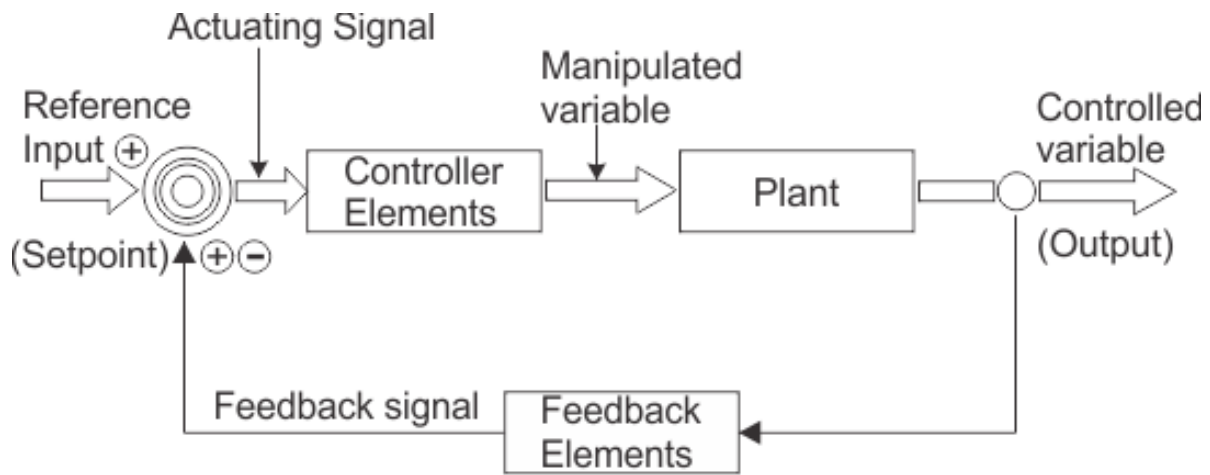 Actuating Signal
Manipulated
variable
Reference
Input +
Controlled
variable
Controller
Elements
Plant
(Setpoint) + −
(Output)
Feedback signal
Feedback
Elements